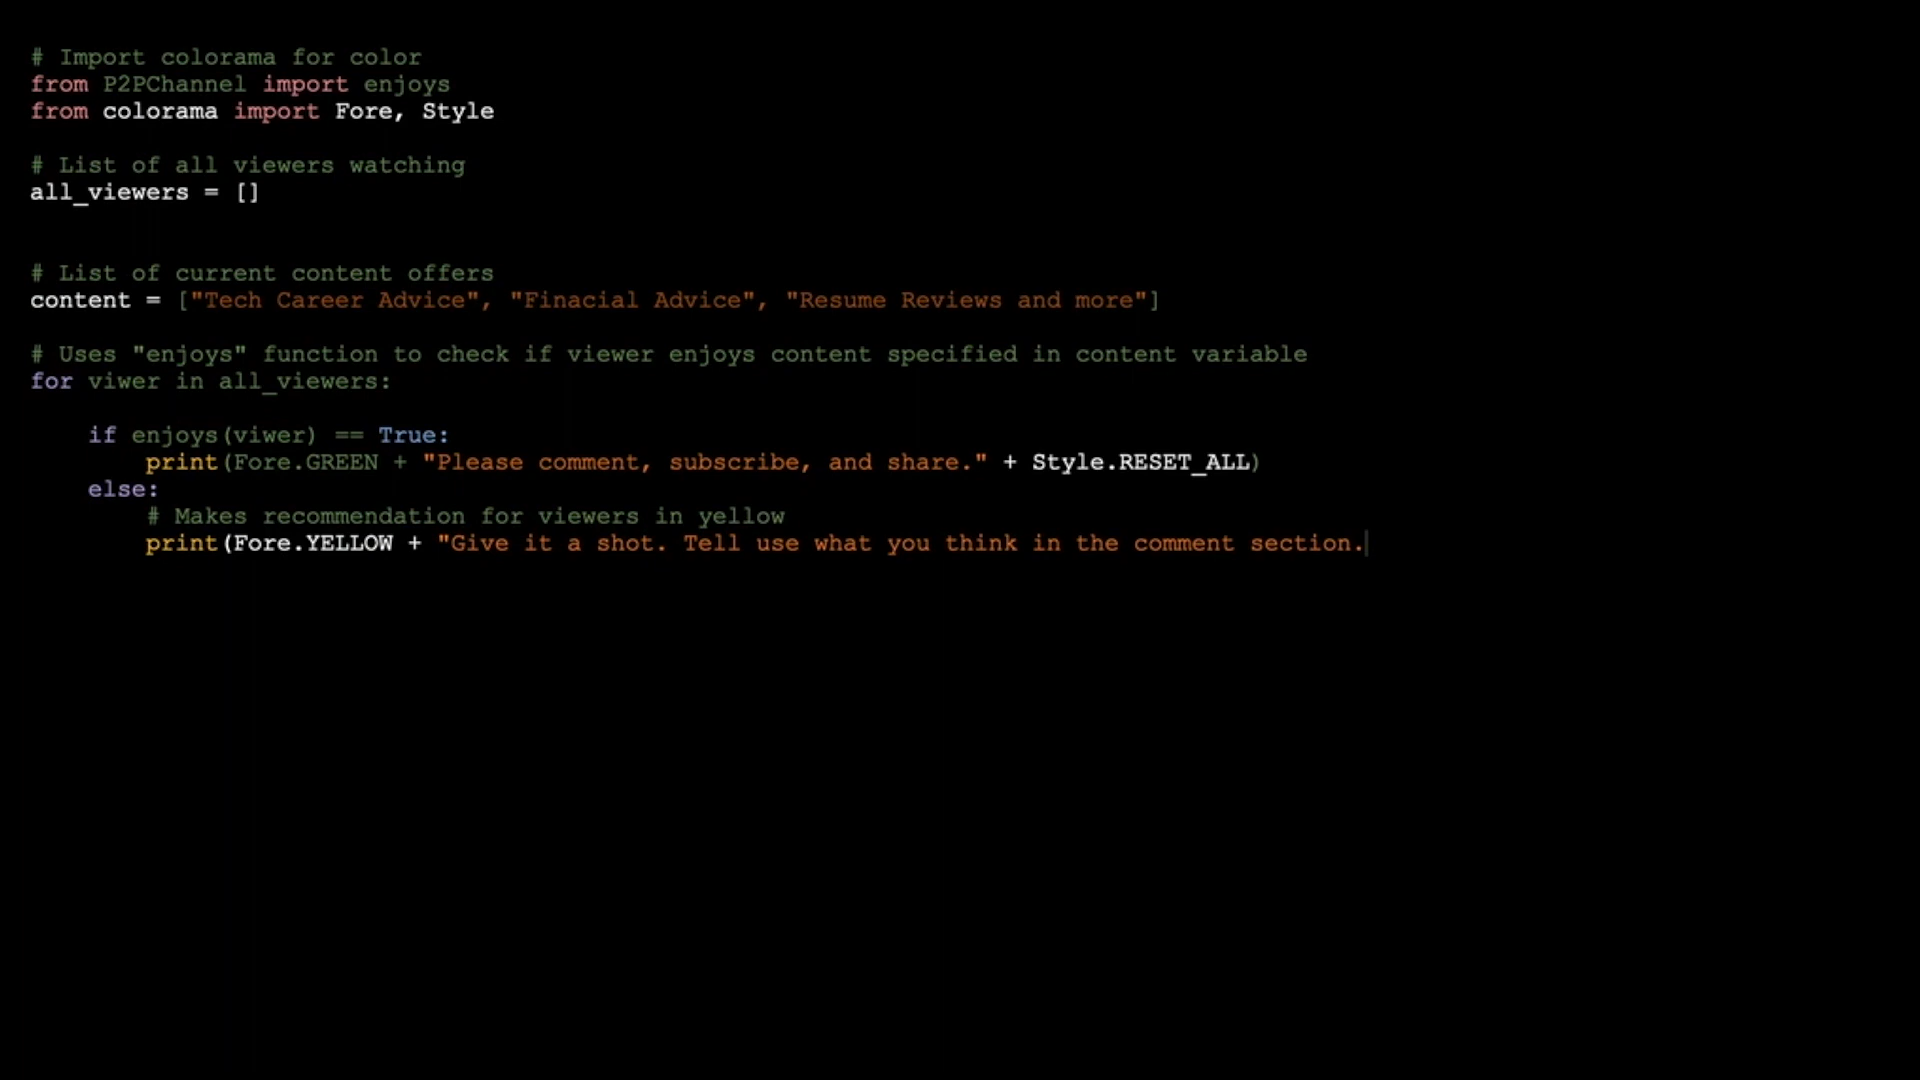 # Import colorama for color
from P2PChannel import enjoys
from colorama import Fore, Style
# List of all viewers watching
all_viewers = []
# List of current content offers
content = ["Tech Career Advice", "Finacial Advice", "Resume Reviews and more"]
# Uses "enjoys" function to check if viewer enjoys content specified in content variable
for viwer in all_viewers:
if enjoys(viwer) == True:
print(Fore.GREEN + "Please comment, subscribe, and share." + Style.RESET_ALL)
else:
# Makes recommendation for viewers in yellow
print(Fore.YELLOW + "Give it a shot. Tell use what you think in the comment section.